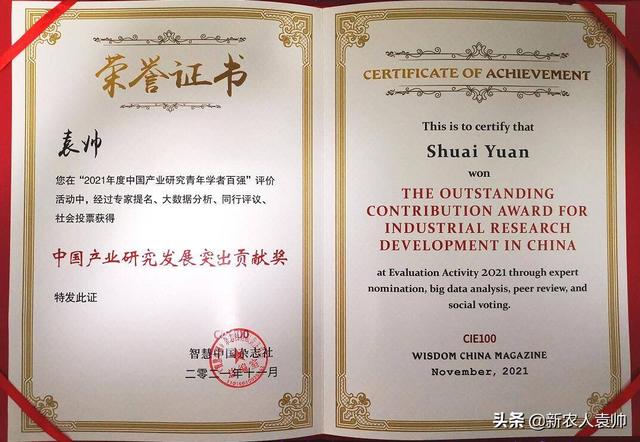 荣誉证书
袁帅
您在“2021年度中国产业研究青年学者百强”评价
活动中，经过专家提名、大数据分析、同行评议、
社会投票获得
中国产业研究发展突出贡献奖
特发此证
智慧中国杂志社
二零二一年十一月
CERTIFICATE OF ACHIEVEMENT
This is to certify that
Shuai Yuan
won
THE OUTSTANDING
CONTRIBUTION AWARD FOR
INDUSTRIAL RESEARCH
DEVELOPMENT IN CHINA
at Evaluation Activity 2021 through expert
nomination, big data analysis, peer review, and
social voting.
CIE100
WISDOM CHINA MAGAZINE
November, 2021
头条 @新农人袁帅